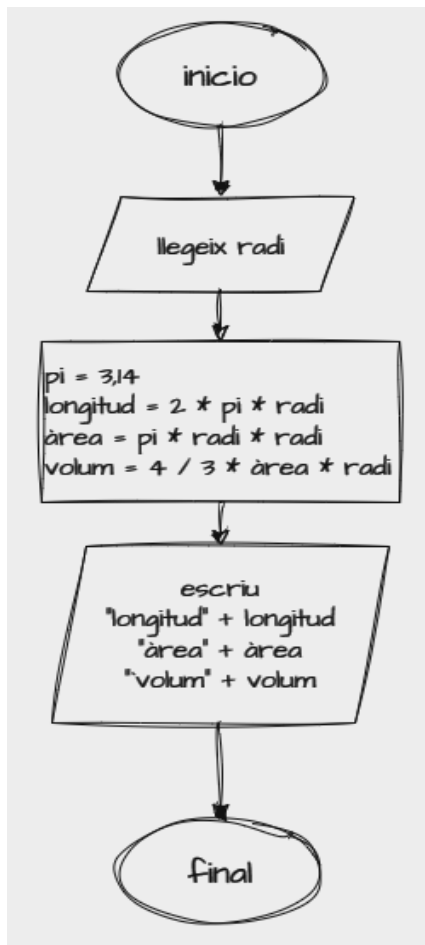 inicio
llegeix radi
pi = 3,14
longitud = 2 * pi * radi
àrea = pi * radi * radi
volum = 4 / 3 * àrea * radi
escriu
"longitud" + longitud
"àrea" + àrea
"`volum" + volum
final